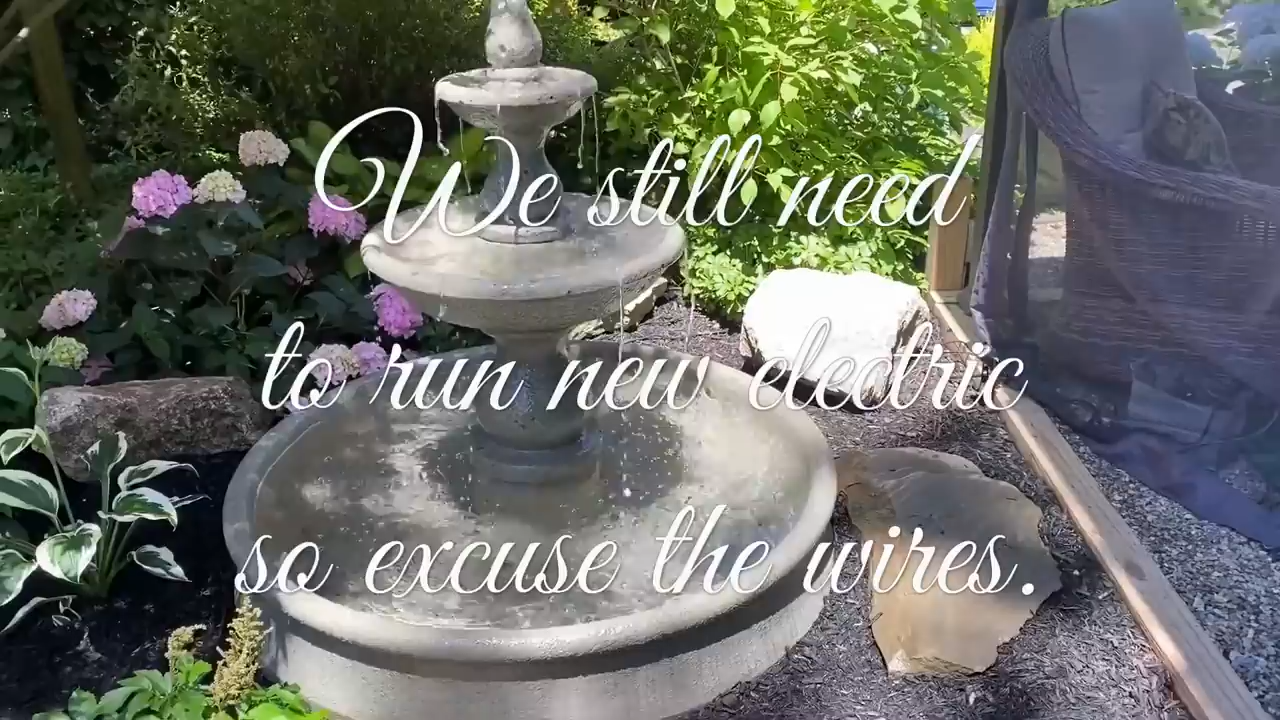 We still need
to run new electric
so excuse the wires.